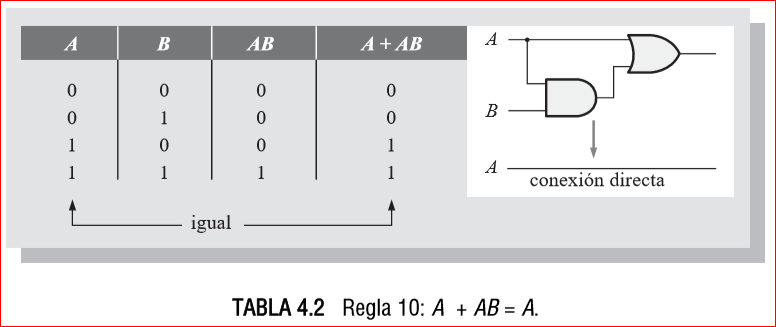 A B AB A + AB
0 0 0 0
0 1 0 0
1 0 0 1
1 1 1 1
igual
A
B
A
conexión directa
TABLA 4.2 Regla 10: A + AB = A.